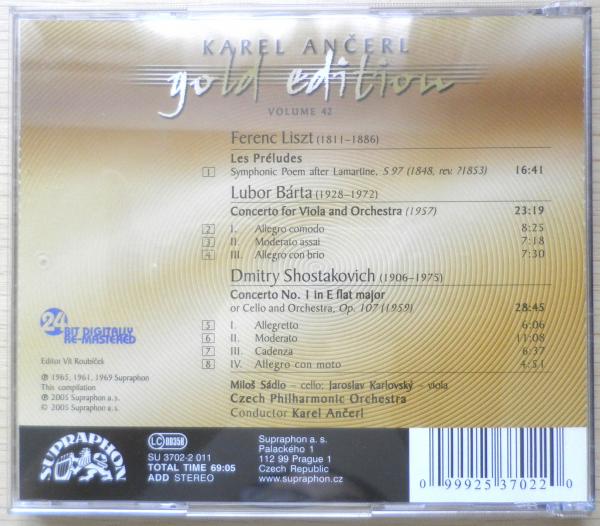 KAREL ANČERL
gold edition
VOLUME 42
Ferenc Liszt (1811–1886)
Les Préludes
1 Symphonic Poem after Lamartine, S 97 (1848, rev. ?1853) 16:41
Lubor Bárta (1928–1972)
Concerto for Viola and Orchestra (1957) 23:19
2 I. Allegro comodo 8:25
3 II. Moderato assai 7:18
4 III. Allegro con brio 7:30
Dmitry Shostakovich (1906–1975)
Concerto No. 1 in E flat major
or Cello and Orchestra, Op. 107 (1959) 28:45
5 I. Allegretto 6:06
6 II. Moderato 11:08
7 III. Cadenza 6:37
8 IV. Allegro con moto 4:51
Miloš Sádlo – cello; Jaroslav Karlovský – viola
Czech Philharmonic Orchestra
Conductor Karel Ančerl
24
BIT DIGITALLY
RE-MASTERED
Editor Vít Roubíček
℗ 1965, 1961, 1969 Supraphon
This compilation
℗ 2005 Supraphon a. s.
© 2005 Supraphon a. s.
SUPRAPHON
LC 00358
SU 3702-2 011
TOTAL TIME 69:05
ADD STEREO
Supraphon a. s.
Palackého 1
112 99 Prague 1
Czech Republic
www.supraphon.cz
0 99925 37022 0